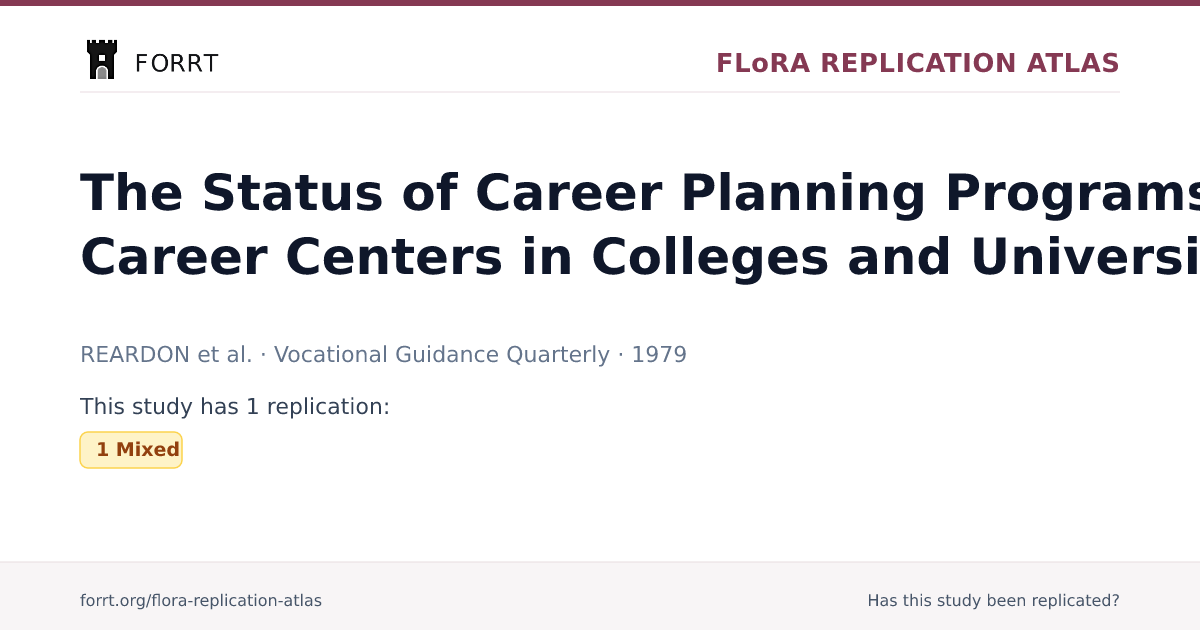 FORRT
FLoRA REPLICATION ATLAS
The Status of Career Planning Programs
Career Centers in Colleges and Universi
REARDON et al. · Vocational Guidance Quarterly · 1979
This study has 1 replication:
1 Mixed
forrt.org/flora-replication-atlas
Has this study been replicated?